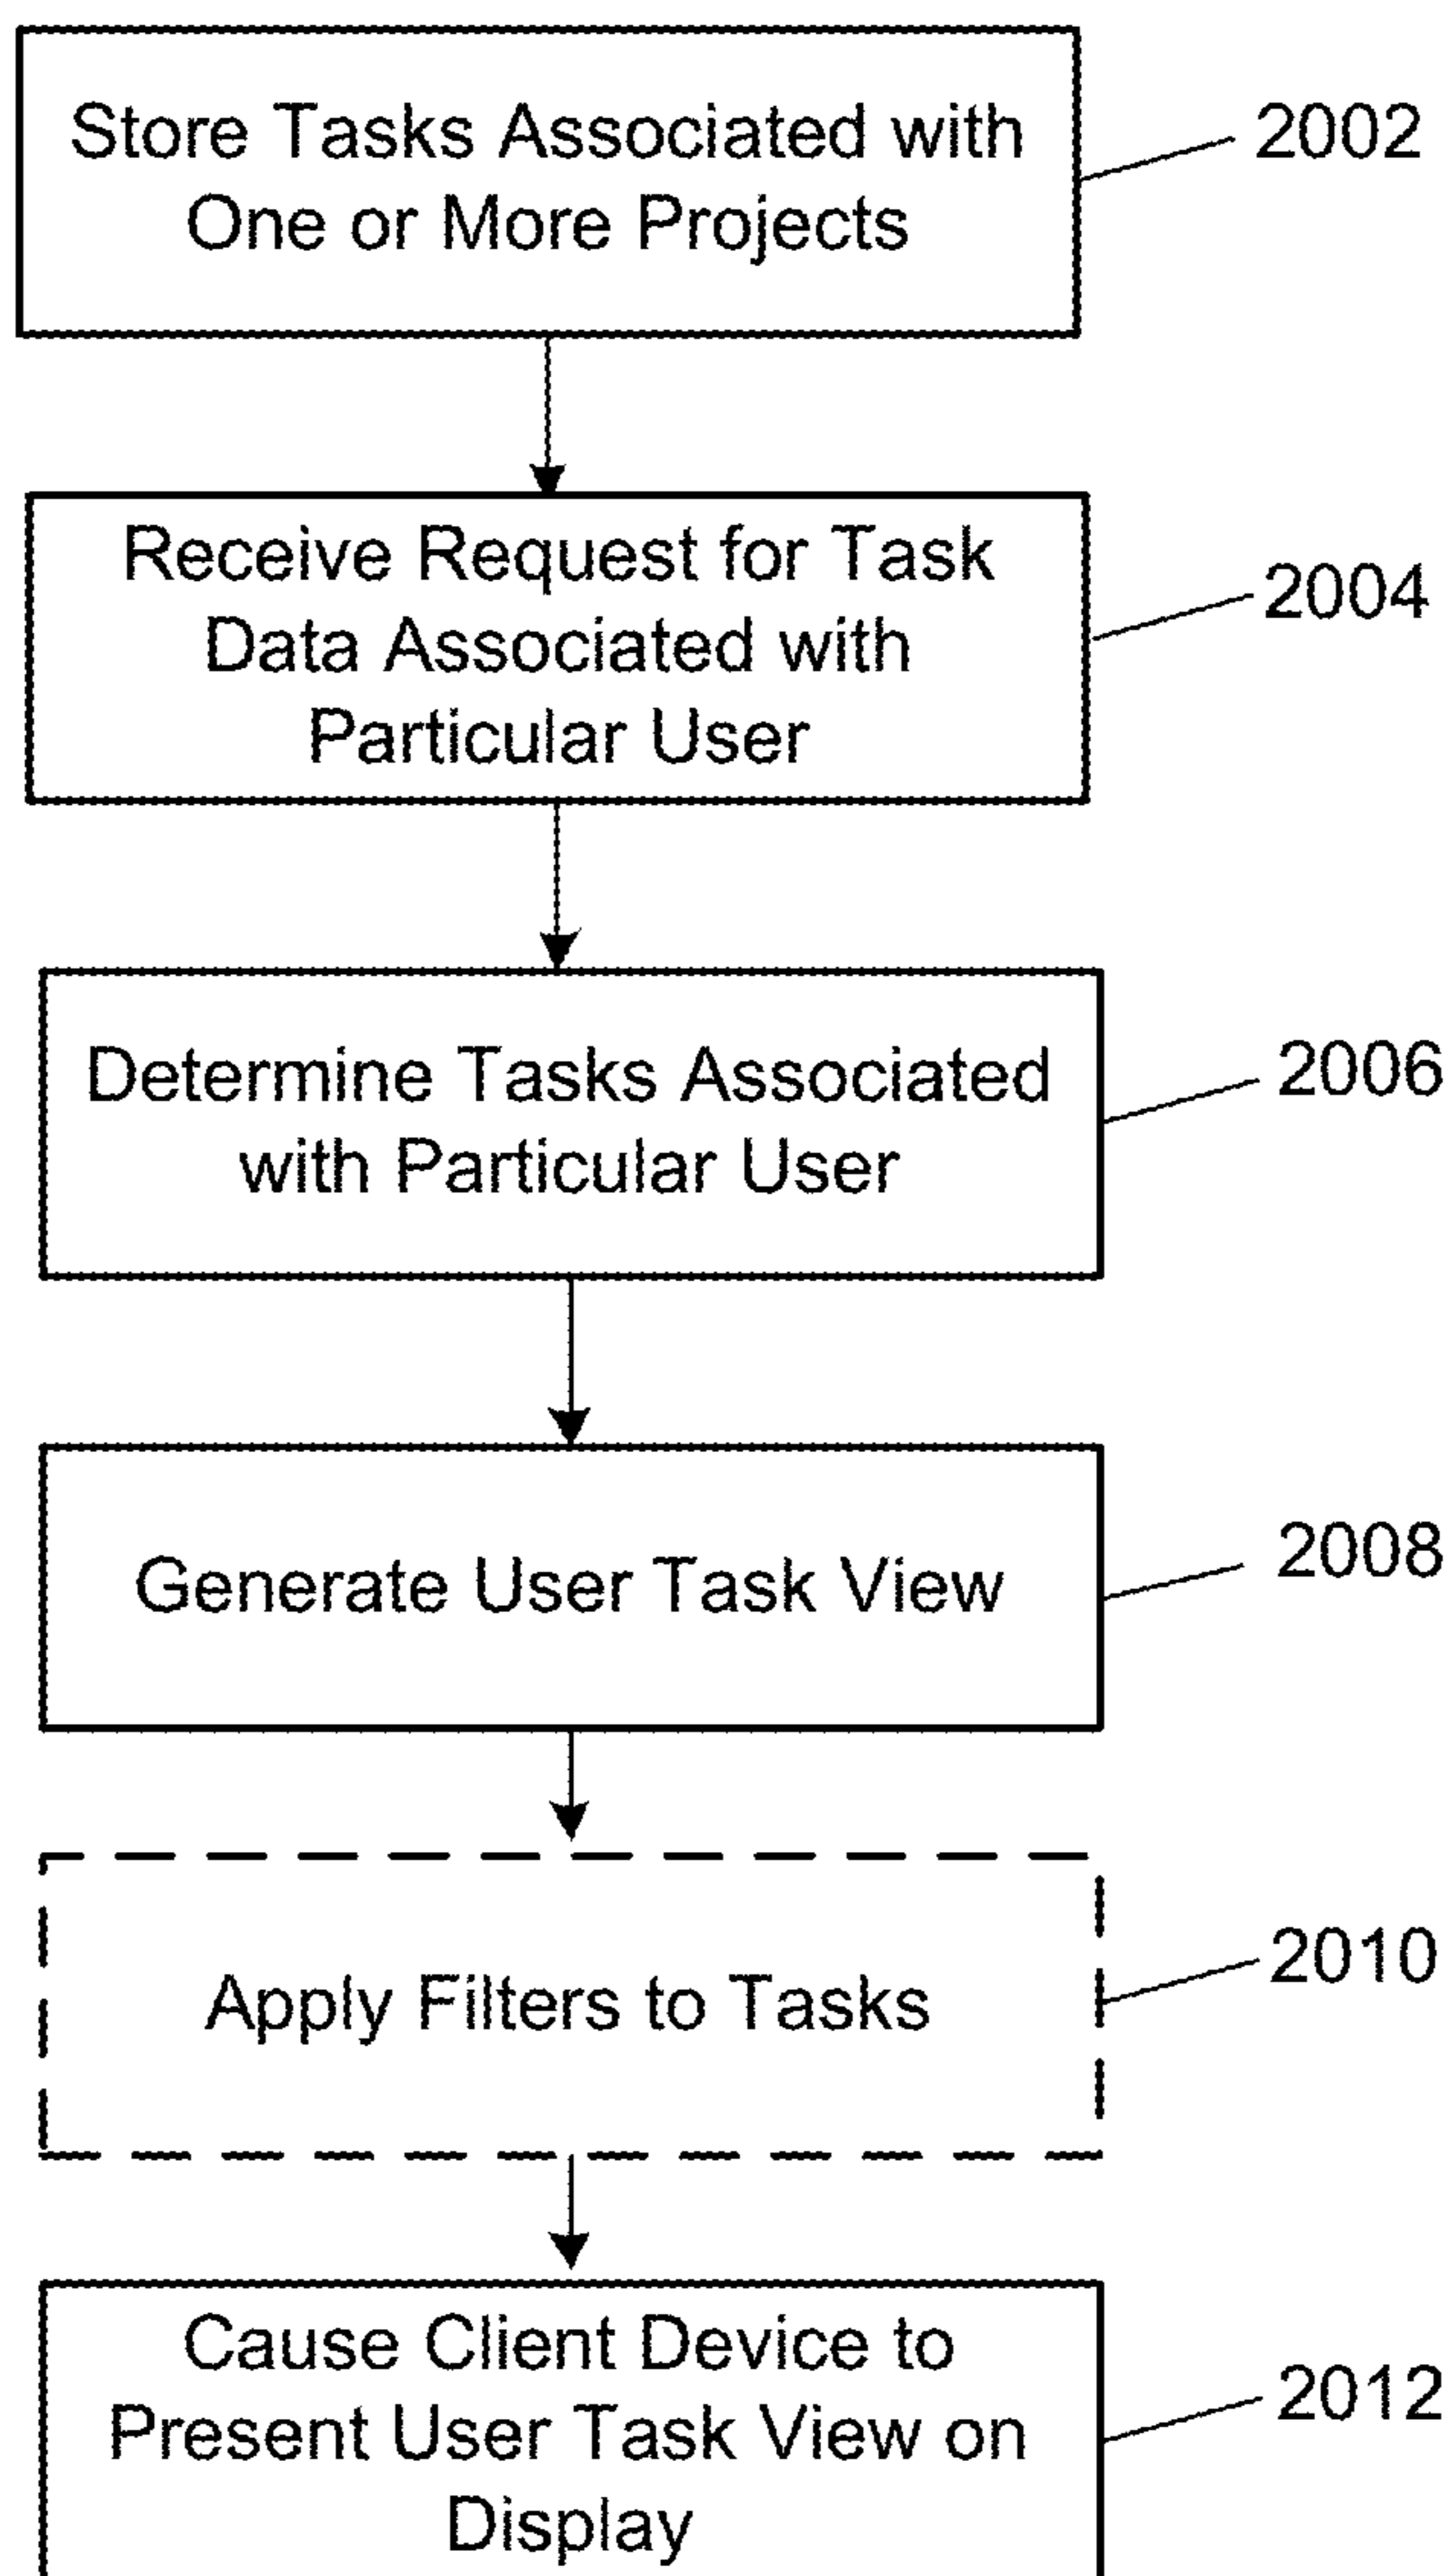 Store Tasks Associated with
One or More Projects
2002
Receive Request for Task
Data Associated with
Particular User
2004
Determine Tasks Associated
with Particular User
2006
Generate User Task View
2008
Apply Filters to Tasks
2010
Cause Client Device to
Present User Task View on
Display
2012